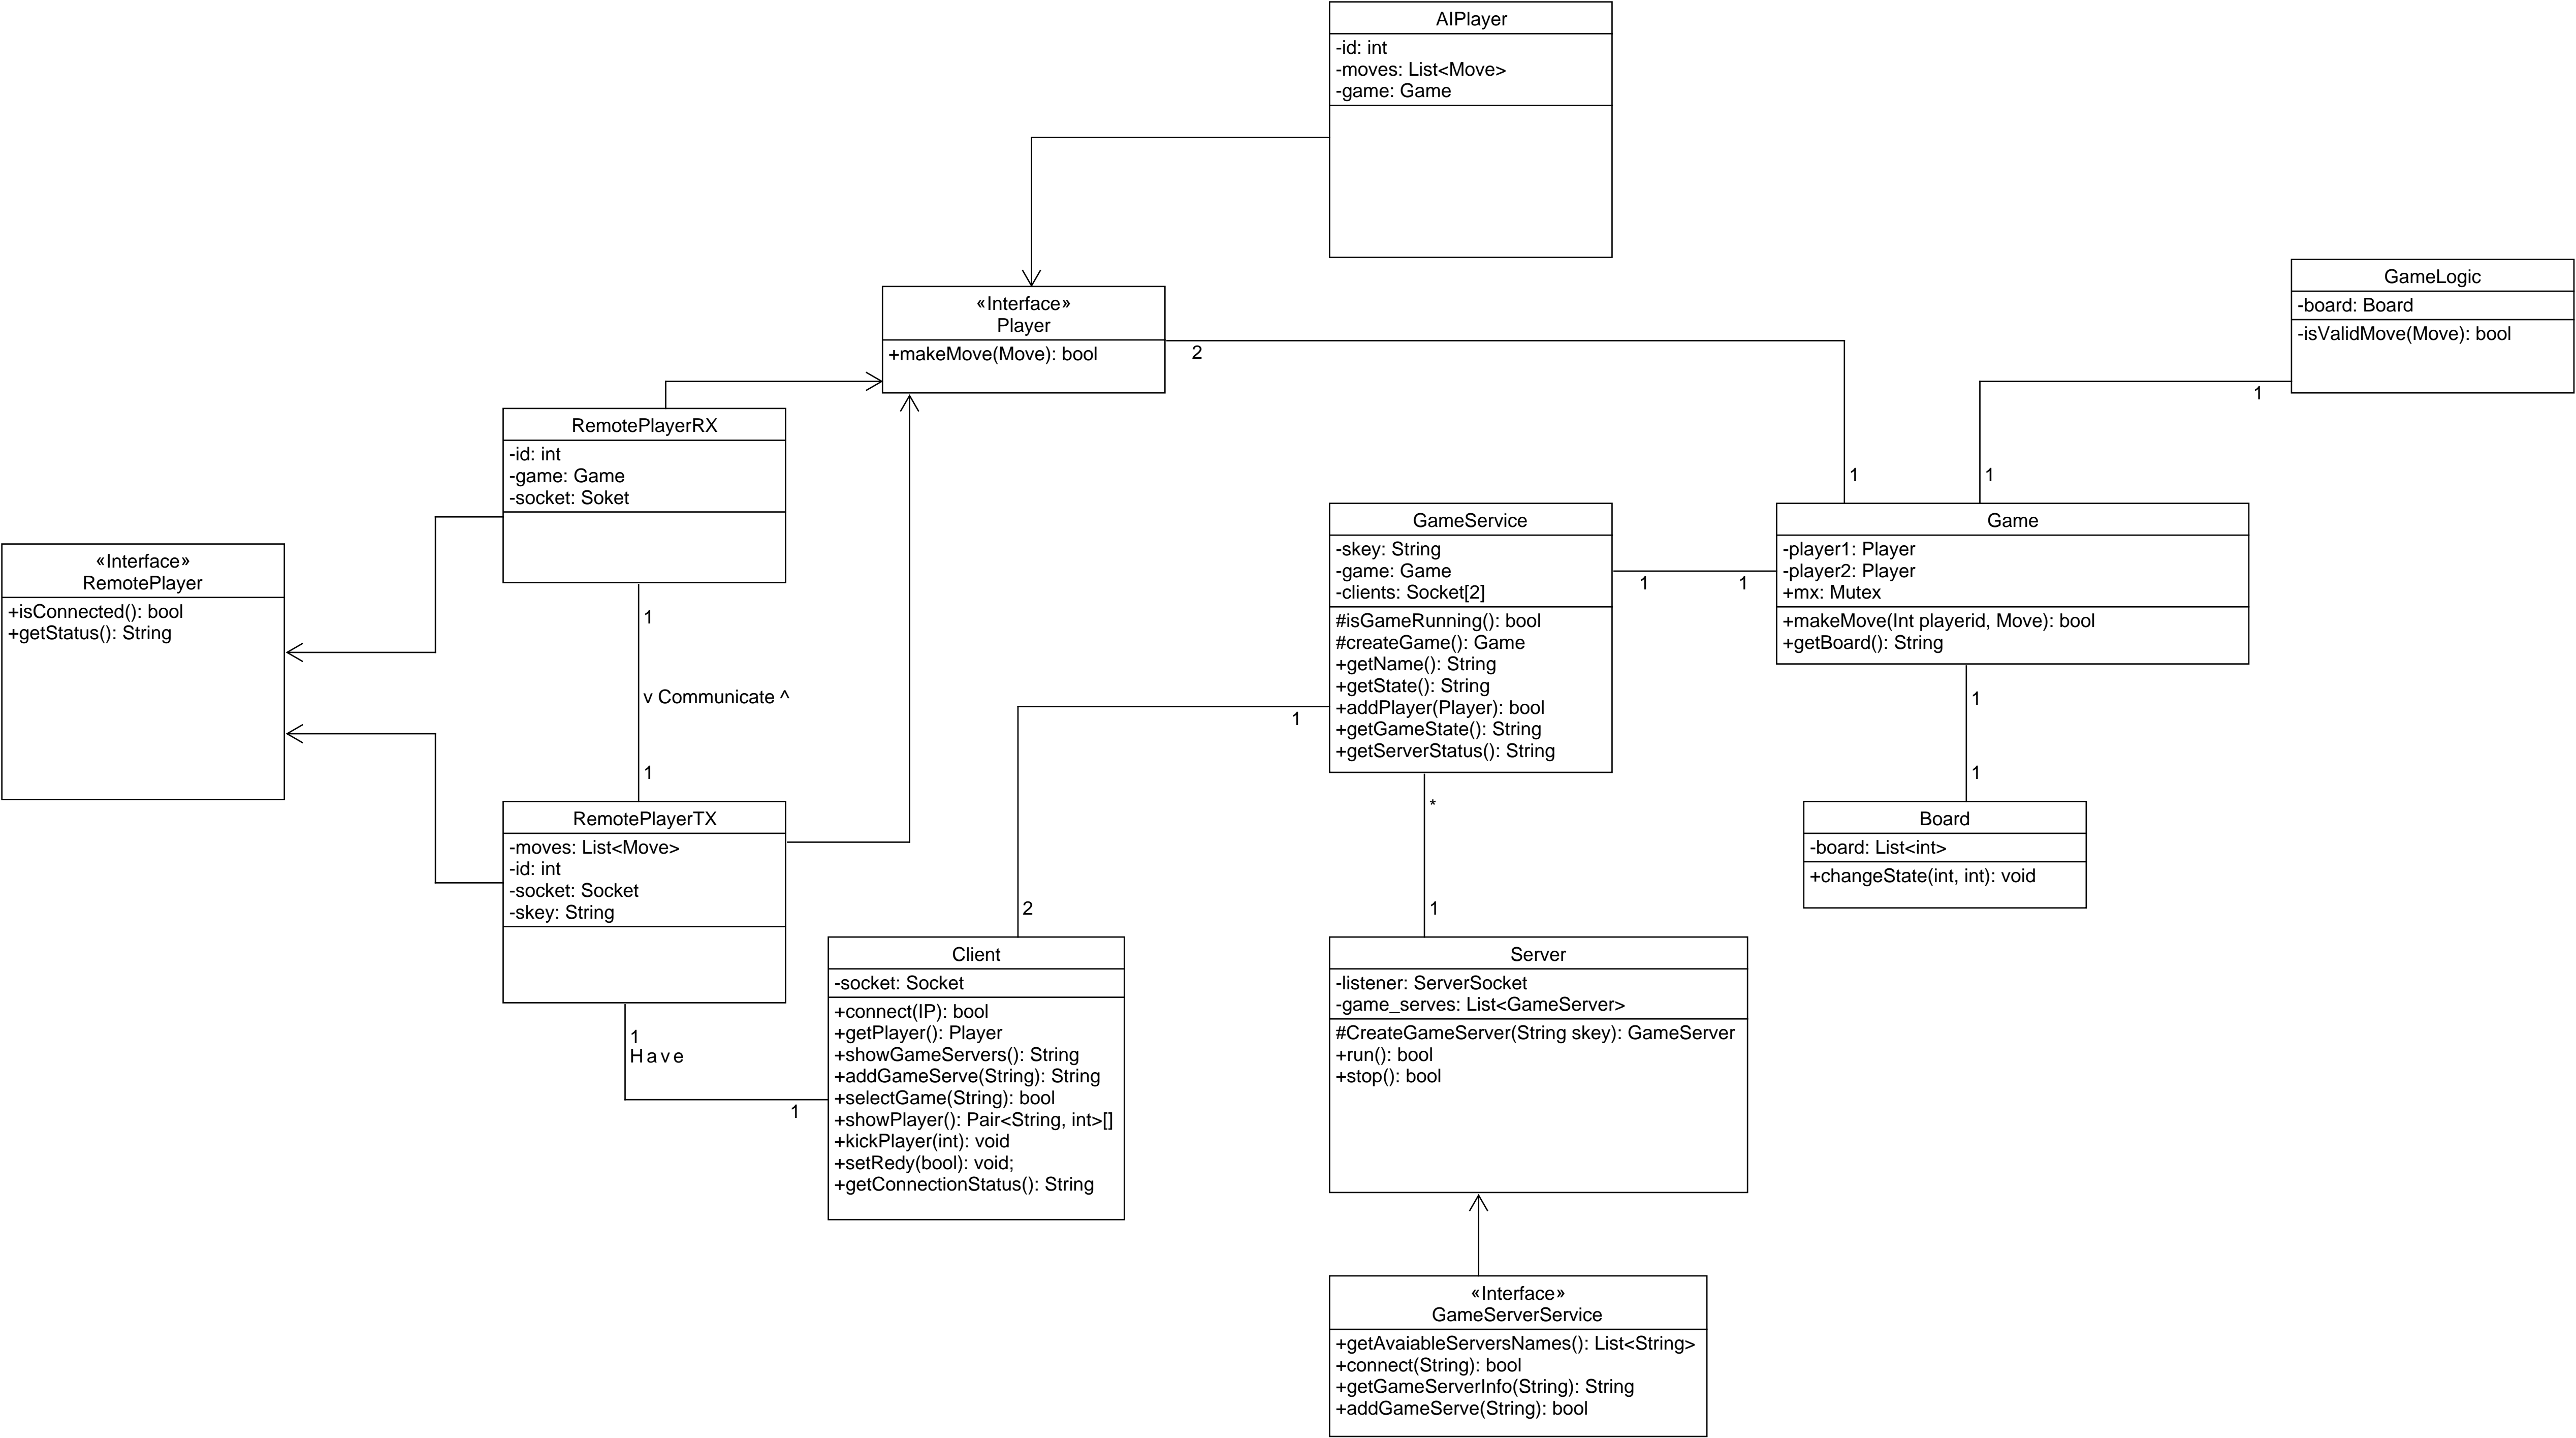 AIPlayer
-id: int
-moves: List<Move>
-game: Game
«Interface»
Player
+makeMove(Move): bool
2
1
GameLogic
-board: Board
-isValidMove(Move): bool
1
1
RemotePlayerRX
-id: int
-game: Game
-socket: Soket
«Interface»
RemotePlayer
+isConnected(): bool
+getStatus(): String
1
v Communicate ^
1
RemotePlayerTX
-moves: List<Move>
-id: int
-socket: Socket
-skey: String
1
Have
1
GameService
-skey: String
-game: Game
-clients: Socket[2]
#isGameRunning(): bool
#createGame(): Game
+getName(): String
+getState(): String
+addPlayer(Player): bool
+getGameState(): String
+getServerStatus(): String
1
1
Game
-player1: Player
-player2: Player
+mx: Mutex
+makeMove(Int playerid, Move): bool
+getBoard(): String
1
1
Board
-board: List<int>
+changeState(int, int): void
1
2
Client
-socket: Socket
+connect(IP): bool
+getPlayer(): Player
+showGameServers(): String
+addGameServe(String): String
+selectGame(String): bool
+showPlayer(): Pair<String, int>[]
+kickPlayer(int): void
+setRedy(bool): void;
+getConnectionStatus(): String
*
1
Server
-listener: ServerSocket
-game_serves: List<GameServer>
#CreateGameServer(String skey): GameServer
+run(): bool
+stop(): bool
«Interface»
GameServerService
+getAvaiableServersNames(): List<String>
+connect(String): bool
+getGameServerInfo(String): String
+addGameServe(String): bool